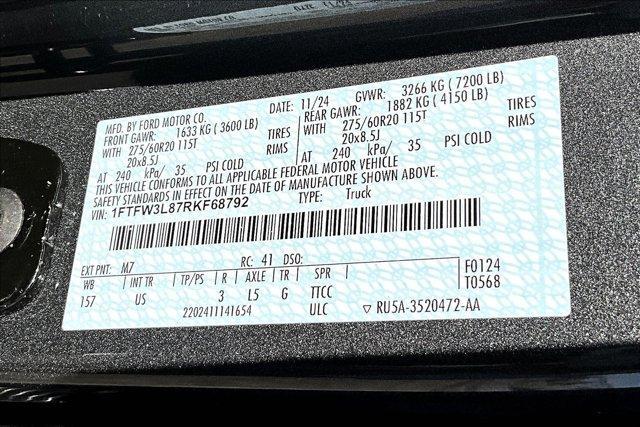 MFD. BY FORD MOTOR CO.
DATE: 11/24 GVWR: 3266 KG ( 7200 LB)
FRONT GAWR: 1633 KG ( 3600 LB) REAR GAWR: 1882 KG ( 4150 LB)
WITH 275/60R20 115T TIRES WITH 275/60R20 115T TIRES
20x8.5J RIMS 20x8.5J RIMS
AT 240 kPa/ 35 PSI COLD AT 240 kPa/ 35 PSI COLD
THIS VEHICLE CONFORMS TO ALL APPLICABLE FEDERAL MOTOR VEHICLE
SAFETY STANDARDS IN EFFECT ON THE DATE OF MANUFACTURE SHOWN ABOVE.
VIN: 1FTFW3L87RKF68792 TYPE: Truck
EXT PNT: M7 RC: 41 DSO:
WB INT TR TP/PS R AXLE TR SPR F0124
157 US 3 L5 G TTCC T0568
2202411141654 ULC ▽ RU5A-3520472-AA